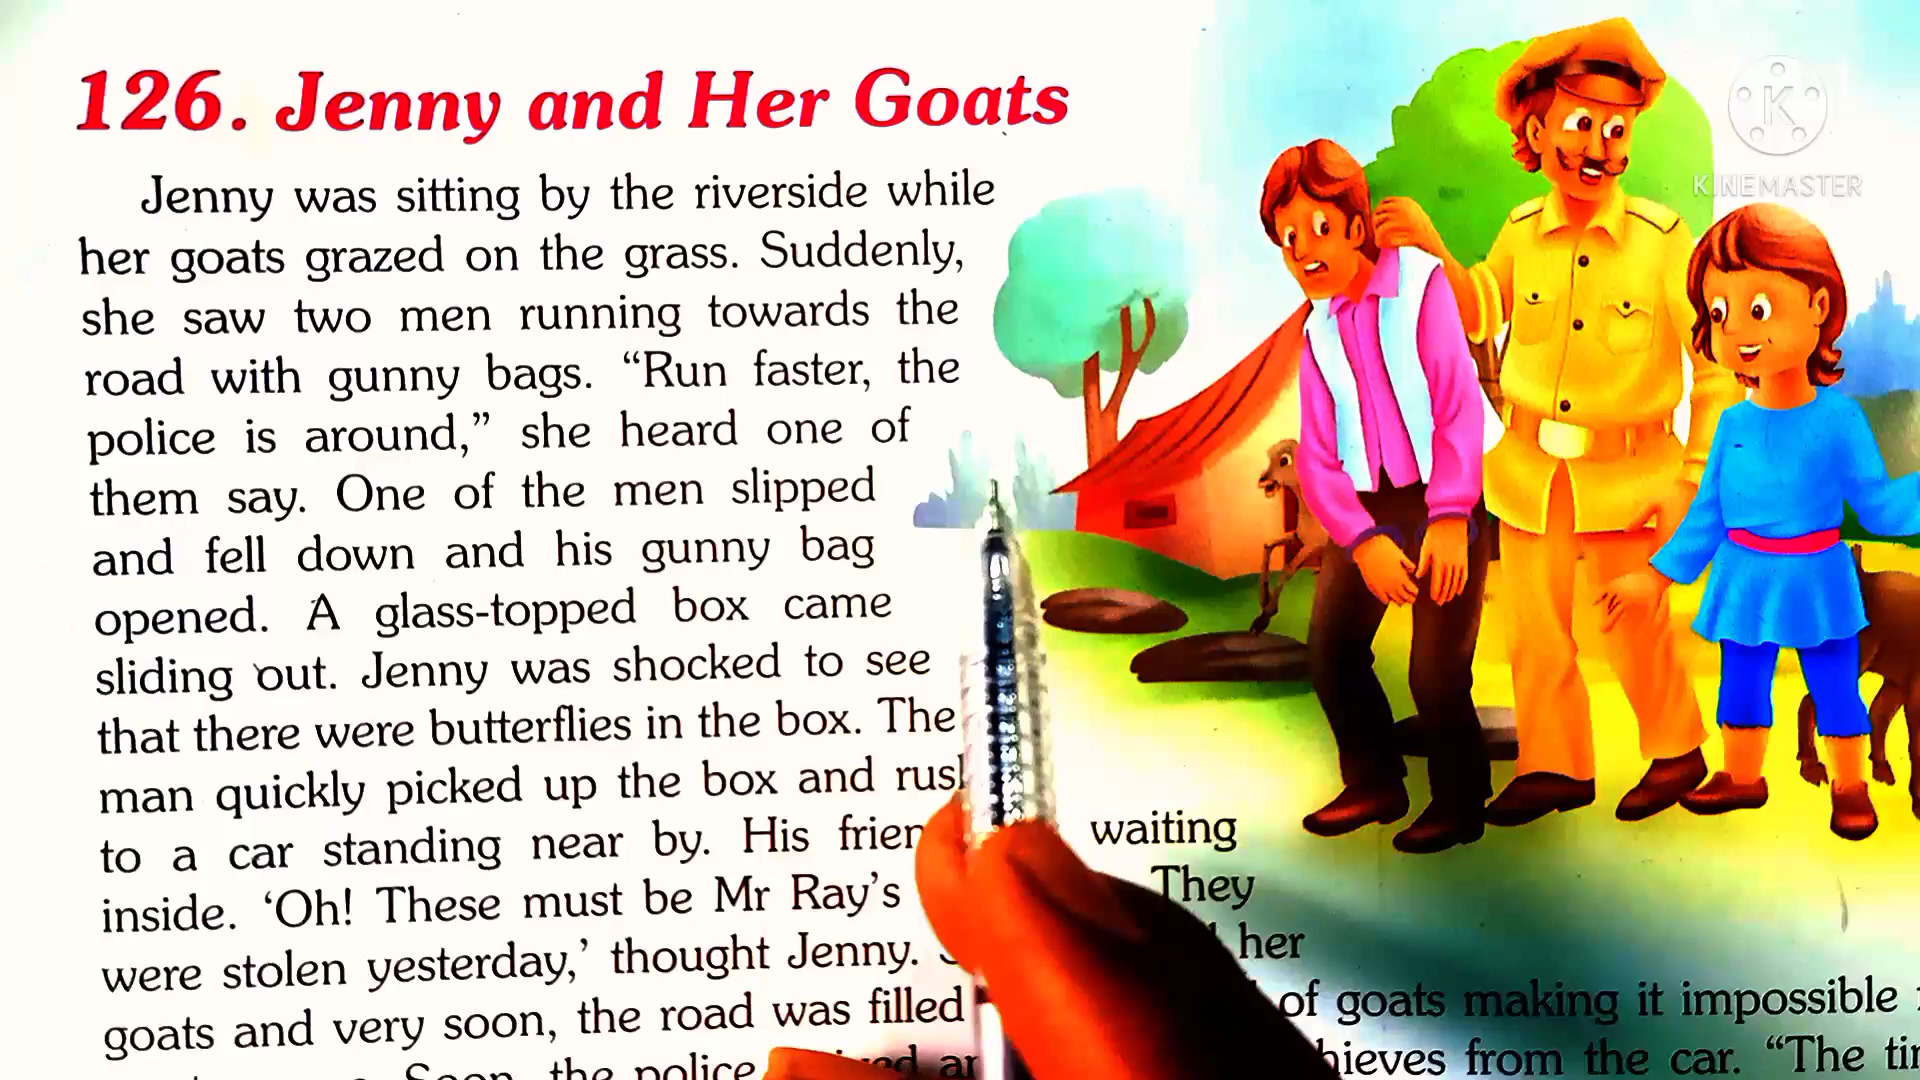 126. Jenny and Her Goats
Jenny was sitting by the riverside while
her goats grazed on the grass. Suddenly,
she saw two men running towards the
road with gunny bags. “Run faster, the
police is around,” she heard one of
them say. One of the men slipped
and fell down and his gunny bag
opened. A glass-topped box came
sliding out. Jenny was shocked to see
that there were butterflies in the box. The
man quickly picked up the box and
to a car standing near by. His waiting
inside. ‘Oh! These must be Mr Ray’s They
were stolen yesterday,’ thought Jenny. her
goats and very soon, the road was filled of goats making it impossible
Soon, the police from the car. “The
K
KINEMASTER